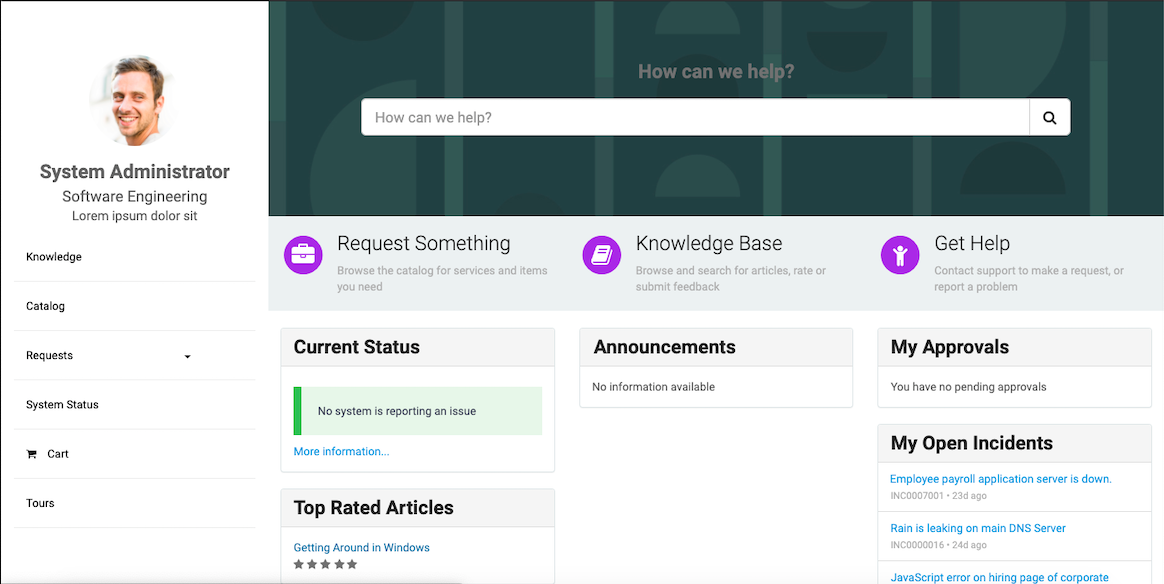 System Administrator
Software Engineering
Lorem ipsum dolor sit
Knowledge
Catalog
Requests
System Status
Cart
Tours
How can we help?
How can we help?
Request Something
Browse the catalog for services and items
you need
Knowledge Base
Browse and search for articles, rate or
submit feedback
Get Help
Contact support to make a request, or
report a problem
Current Status
No system is reporting an issue
More information...
Top Rated Articles
Getting Around in Windows
Announcements
No information available
My Approvals
You have no pending approvals
My Open Incidents
Employee payroll application server is down.
INC0007001 • 23d ago
Rain is leaking on main DNS Server
INC0000016 • 24d ago
JavaScript error on hiring page of corporate